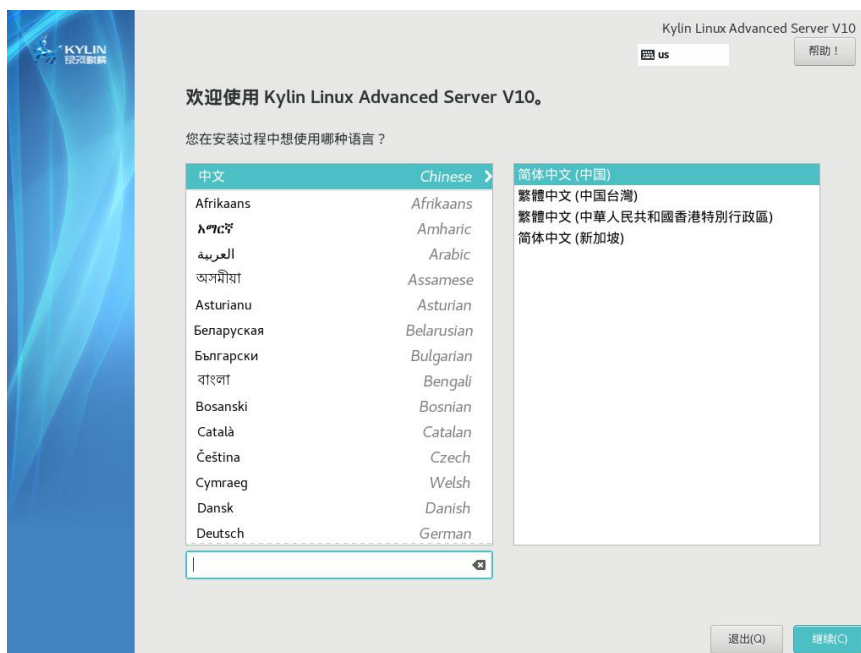 KYLIN
银河麒麟
Kylin Linux Advanced Server V10
us
帮助！
欢迎使用 Kylin Linux Advanced Server V10。
您在安装过程中想使用哪种语言？
中文 Chinese
Afrikaans Afrikaans
አማርኛ Amharic
العربية Arabic
অসমীয়া Assamese
Asturianu Asturian
Беларуская Belarusian
Български Bulgarian
বাংলা Bengali
Bosanski Bosnian
Català Catalan
Čeština Czech
Cymraeg Welsh
Dansk Danish
Deutsch German
简体中文 (中国)
繁體中文 (中国台灣)
繁體中文 (中華人民共和國香港特別行政區)
简体中文 (新加坡)
退出(Q)
继续(C)